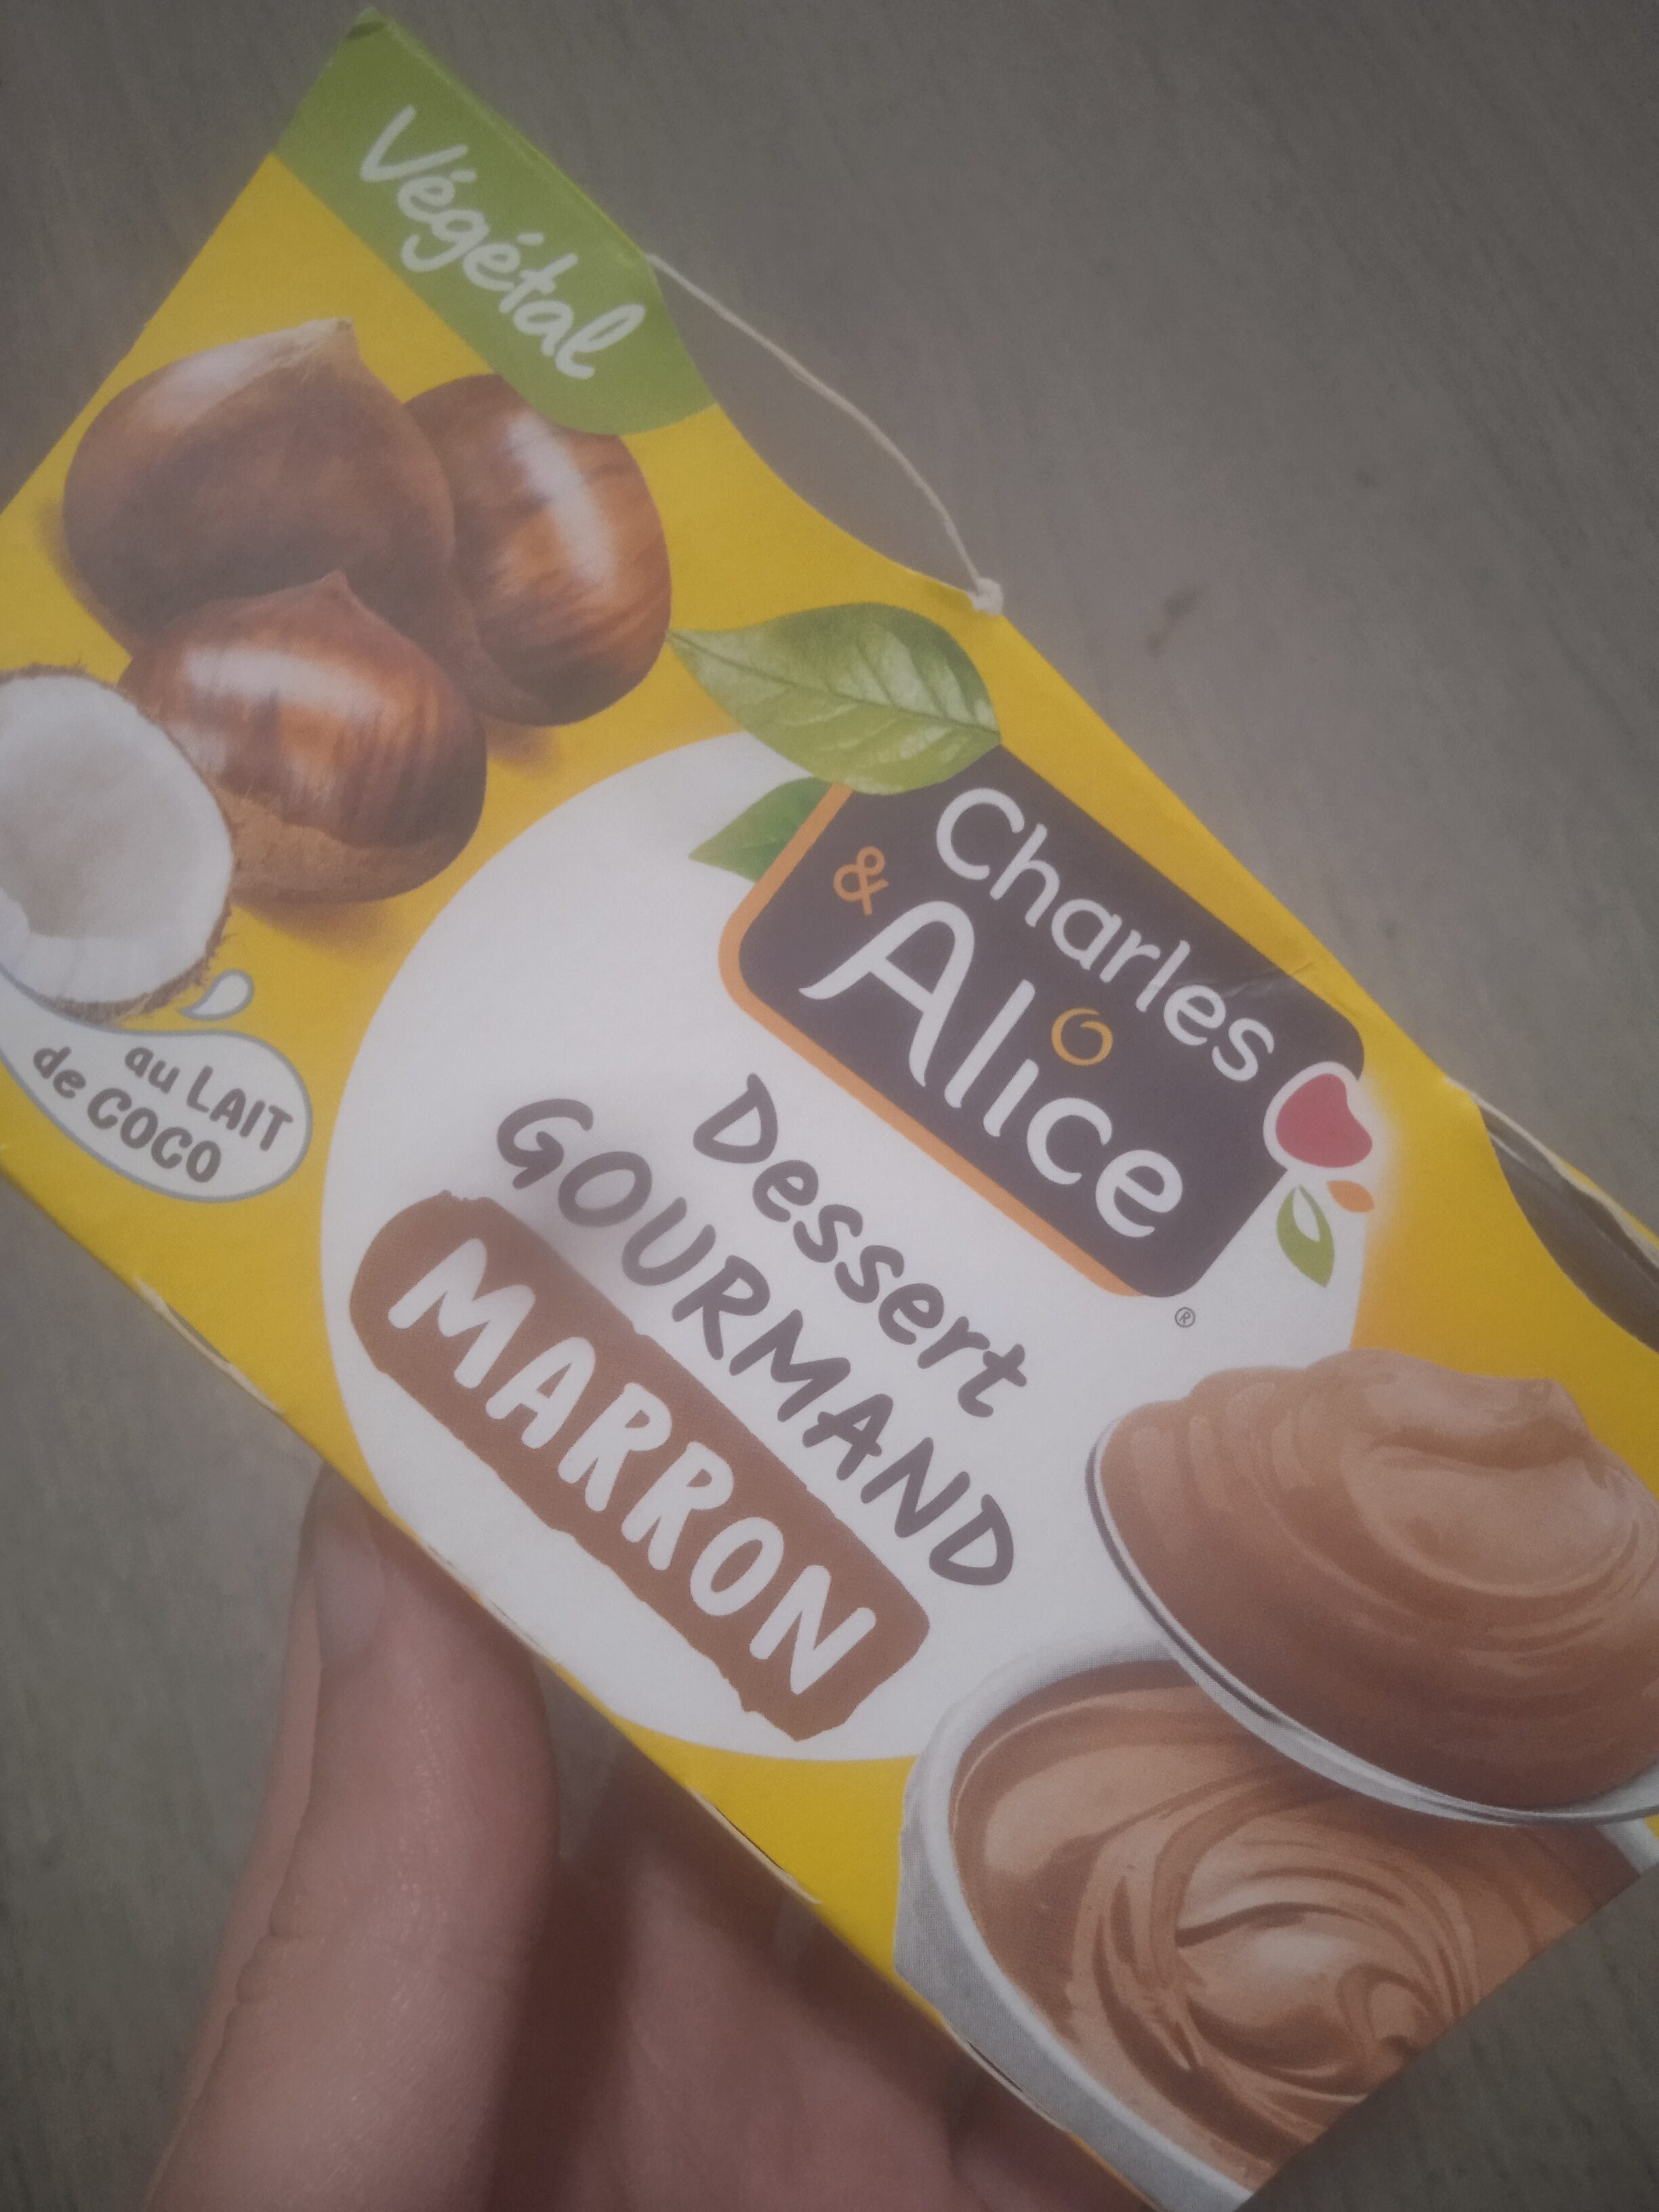 Végétal
Charles
& Alice
®
au LAIT
de COCO
Dessert
GOURMAND
MARRON